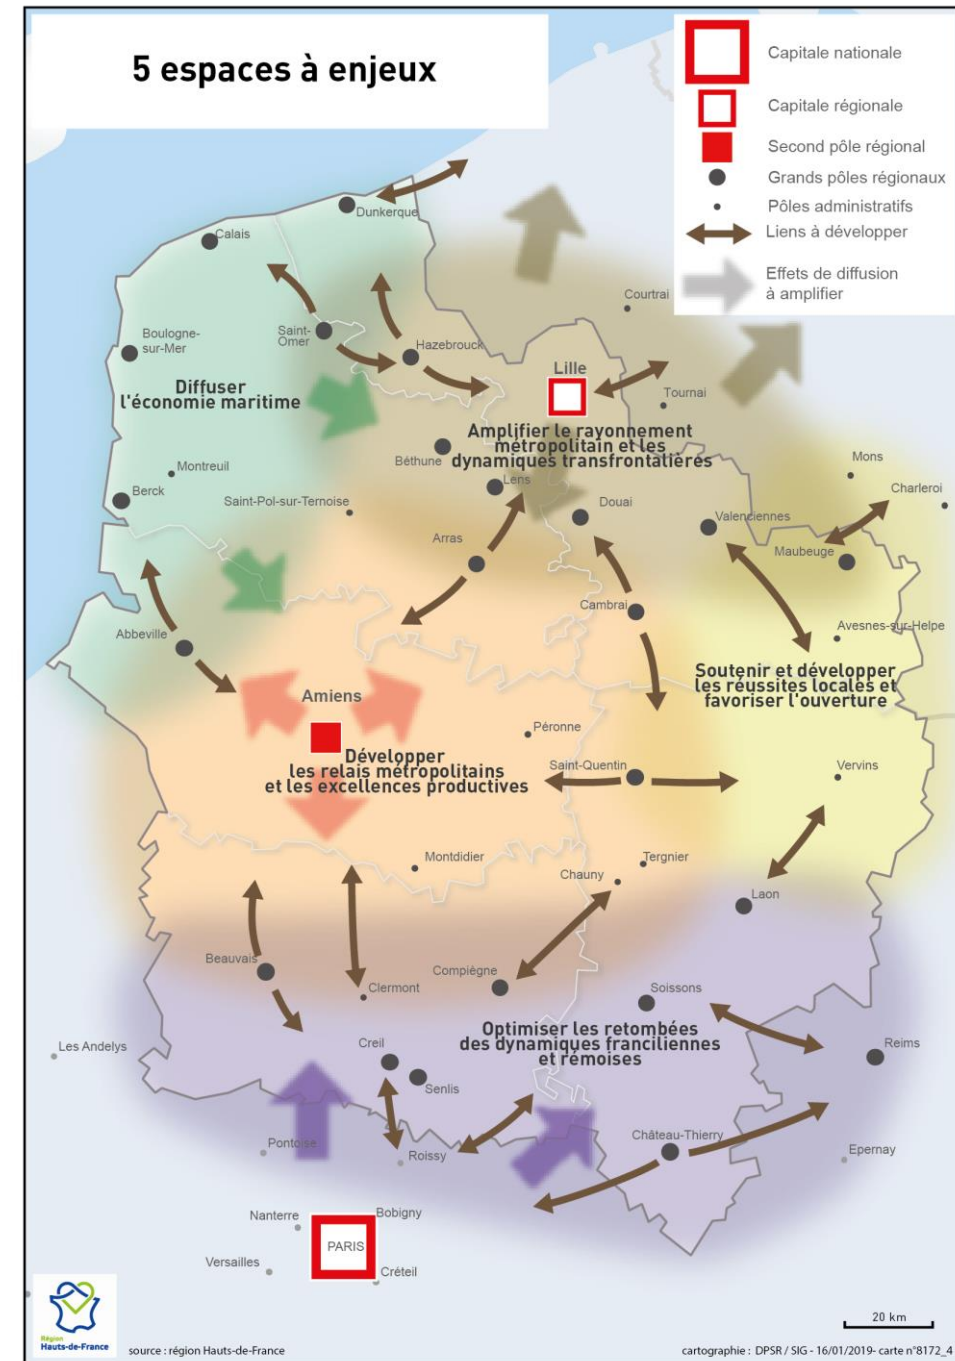 5 espaces à enjeux
Capitale nationale
Capitale régionale
Second pôle régional
Grands pôles régionaux
Pôles administratifs
Liens à développer
Effets de diffusion
à amplifier
Dunkerque
Calais
Courtrai
Saint-
Omer
Boulogne-
sur-Mer
Hazebrouck
Lille
Tournai
Diffuser
l'économie maritime
Amplifier le rayonnement
métropolitain et les
dynamiques transfrontalières
Béthune
Mons
Montreuil
Lens
Charleroi
Berck
Saint-Pol-sur-Ternoise
Douai
Valenciennes
Arras
Maubeuge
Cambrai
Abbeville
Avesnes-sur-Helpe
Soutenir et développer
les réussites locales et
favoriser l'ouverture
Amiens
Péronne
Développer
les relais métropolitains
et les excellences productives
Saint-Quentin
Vervins
Montdidier
Tergnier
Chauny
Laon
Beauvais
Compiègne
Clermont
Soissons
Optimiser les retombées
des dynamiques franciliennes
et rémoises
Les Andelys
Creil
Reims
Senlis
Pontoise
Roissy
Château-Thierry
Epernay
Nanterre
Bobigny
PARIS
Versailles
Créteil
Région
Hauts-de-France
source : région Hauts-de-France
20 km
cartographie : DPSR / SIG - 16/01/2019- carte n°8172_4